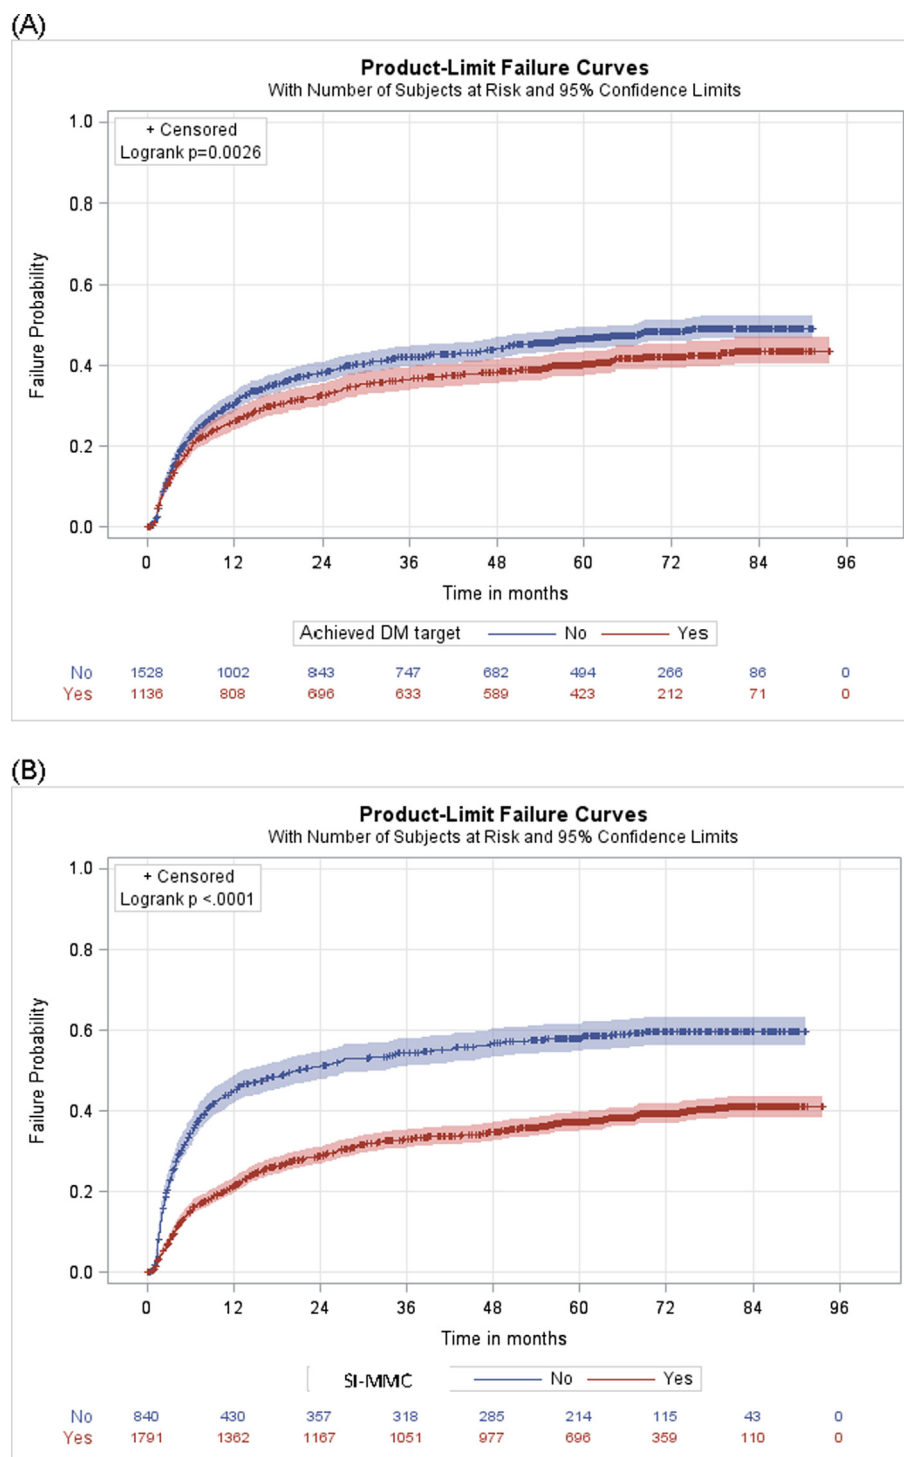 (A)
Product-Limit Failure Curves
With Number of Subjects at Risk and 95% Confidence Limits
+ Censored
Logrank p=0.0026
1.0
0.8
0.6
0.4
0.2
0.0
Failure Probability
0 12 24 36 48 60 72 84 96
Time in months
Achieved DM target No Yes
No 1528 1002 843 747 682 494 266 86 0
Yes 1136 808 696 633 589 423 212 71 0
(B)
Product-Limit Failure Curves
With Number of Subjects at Risk and 95% Confidence Limits
+ Censored
Logrank p <.0001
1.0
0.8
0.6
0.4
0.2
0.0
Failure Probability
0 12 24 36 48 60 72 84 96
Time in months
SI-MMC No Yes
No 840 430 357 318 285 214 115 43 0
Yes 1791 1362 1167 1051 977 696 359 110 0